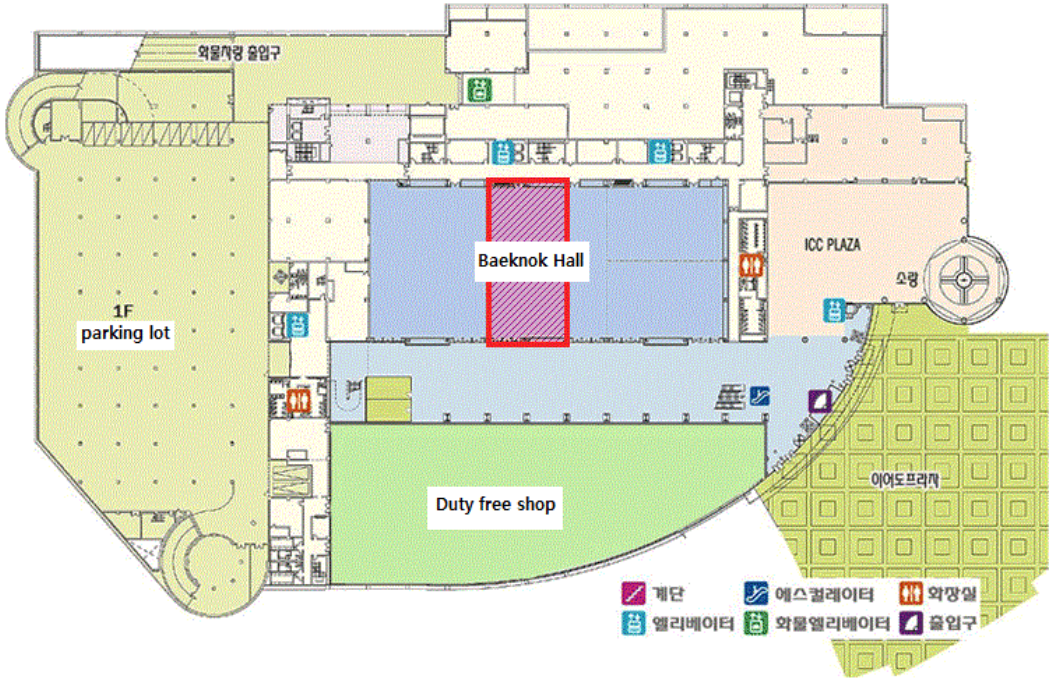 화물차량 출입구
Baeknok Hall
ICC PLAZA
소랑
1F
parking lot
이어도프라자
Duty free shop
계단
에스컬레이터
화장실
엘리베이터
화물엘리베이터
출입구